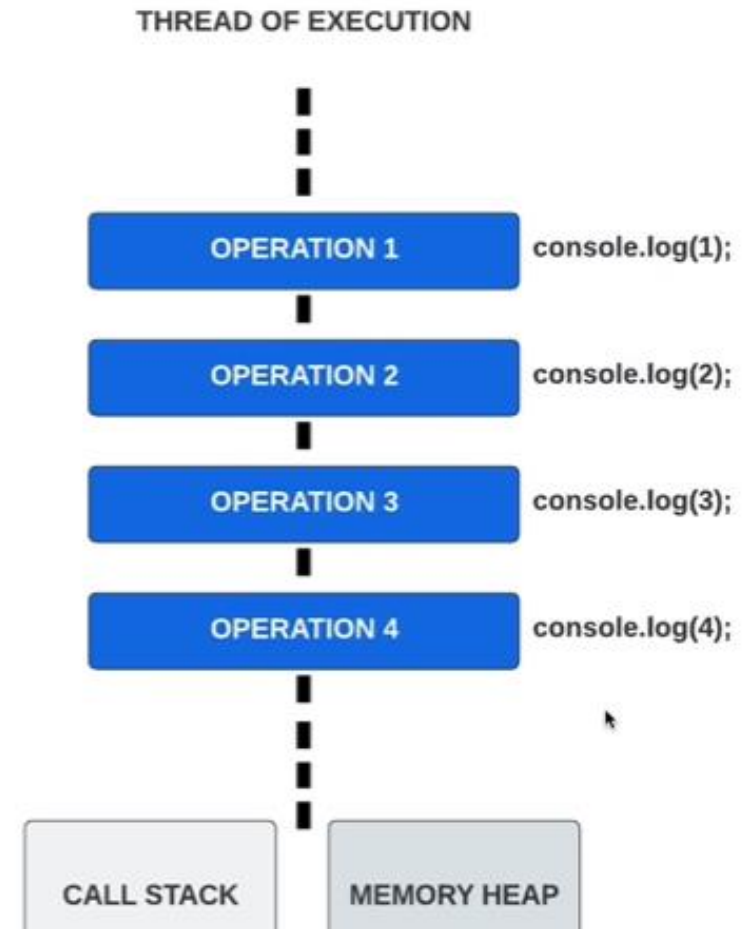 THREAD OF EXECUTION
OPERATION 1 console.log(1);
OPERATION 2 console.log(2);
OPERATION 3 console.log(3);
OPERATION 4 console.log(4);
CALL STACK MEMORY HEAP